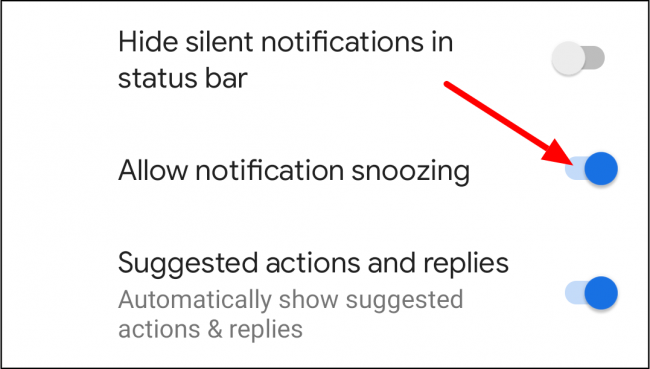 Hide silent notifications in
status bar
Allow notification snoozing
Suggested actions and replies
Automatically show suggested
actions & replies